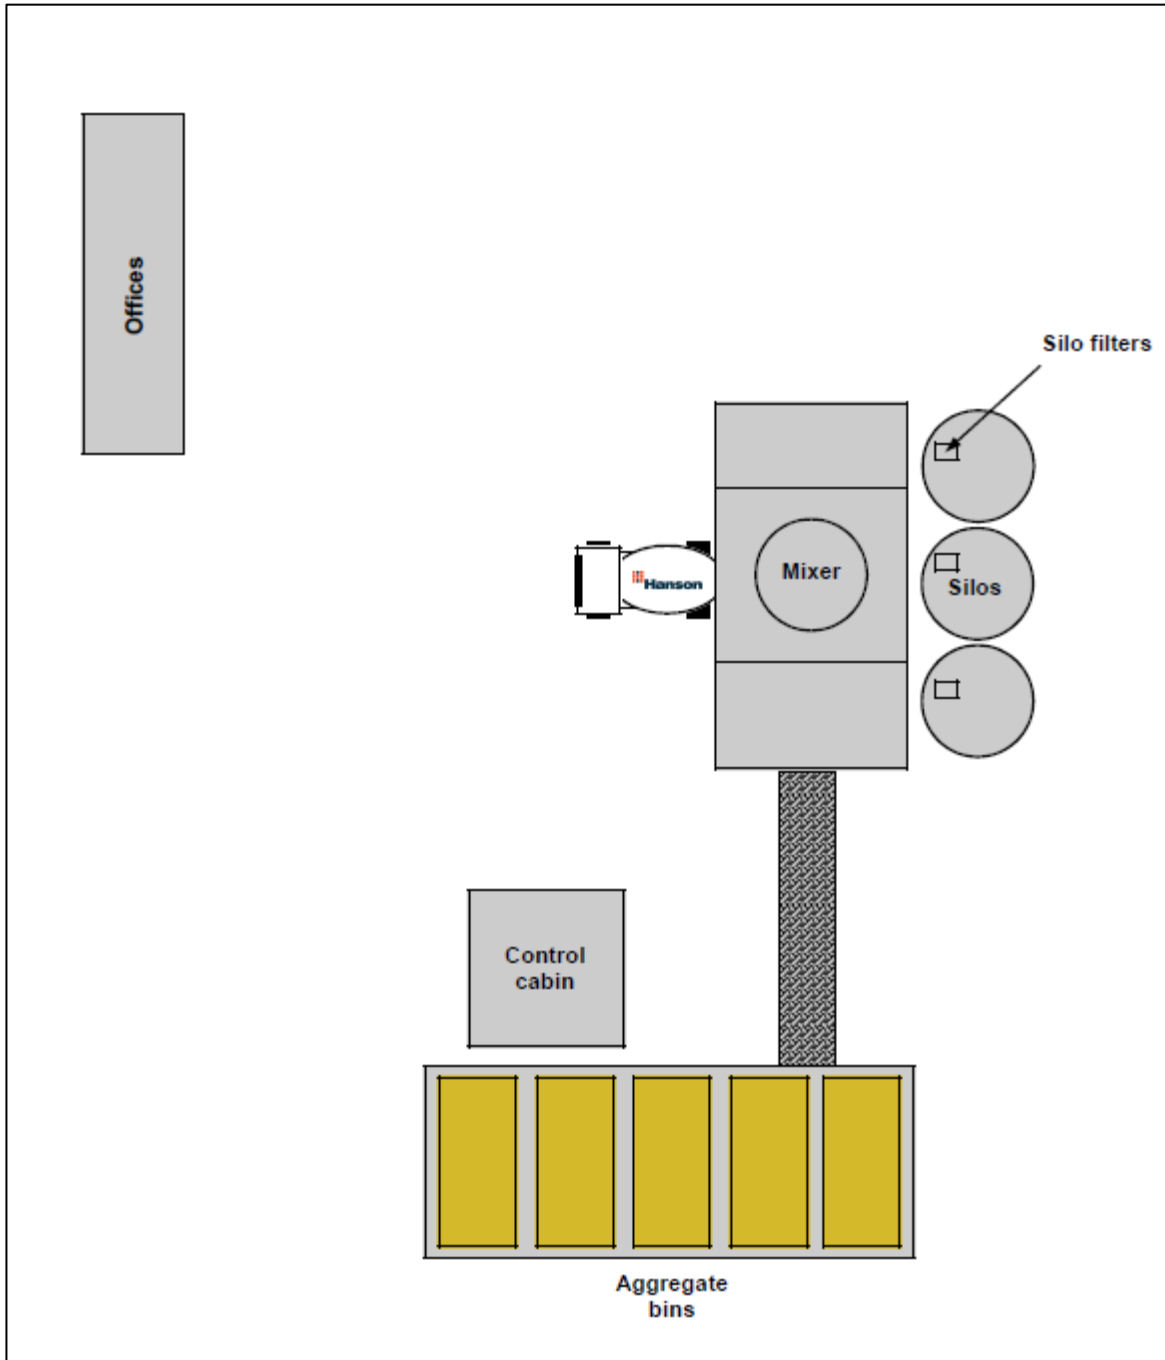 Offices
Silo filters
Mixer
Hanson
Silos
Control
cabin
Aggregate
bins